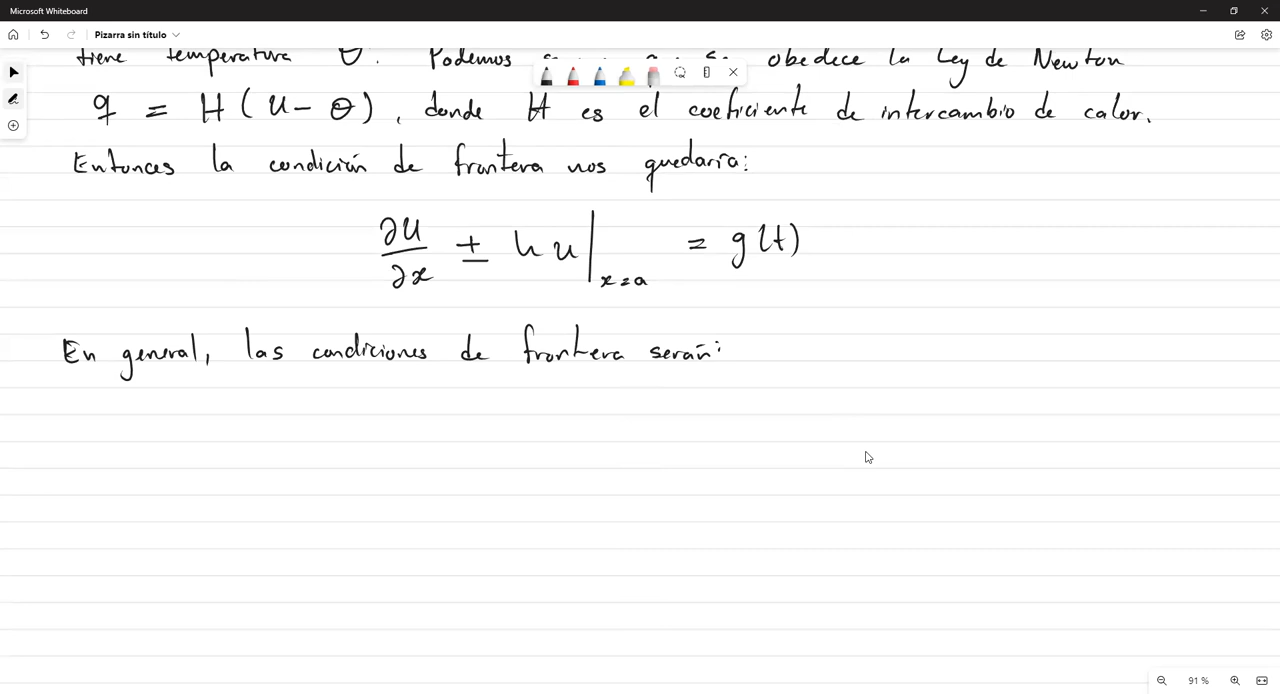 Microsoft Whiteboard
Pizarra sin título
tiene temperatura θ. Podemos obedece la Ley de Newton
q = H(u - θ), donde H es el coeficiente de intercambio de calor.
Entonces la condición de frontera nos quedaría:
∂u/∂x ± hu|x=a = g(t)
En general, las condiciones de frontera serán:
91 %